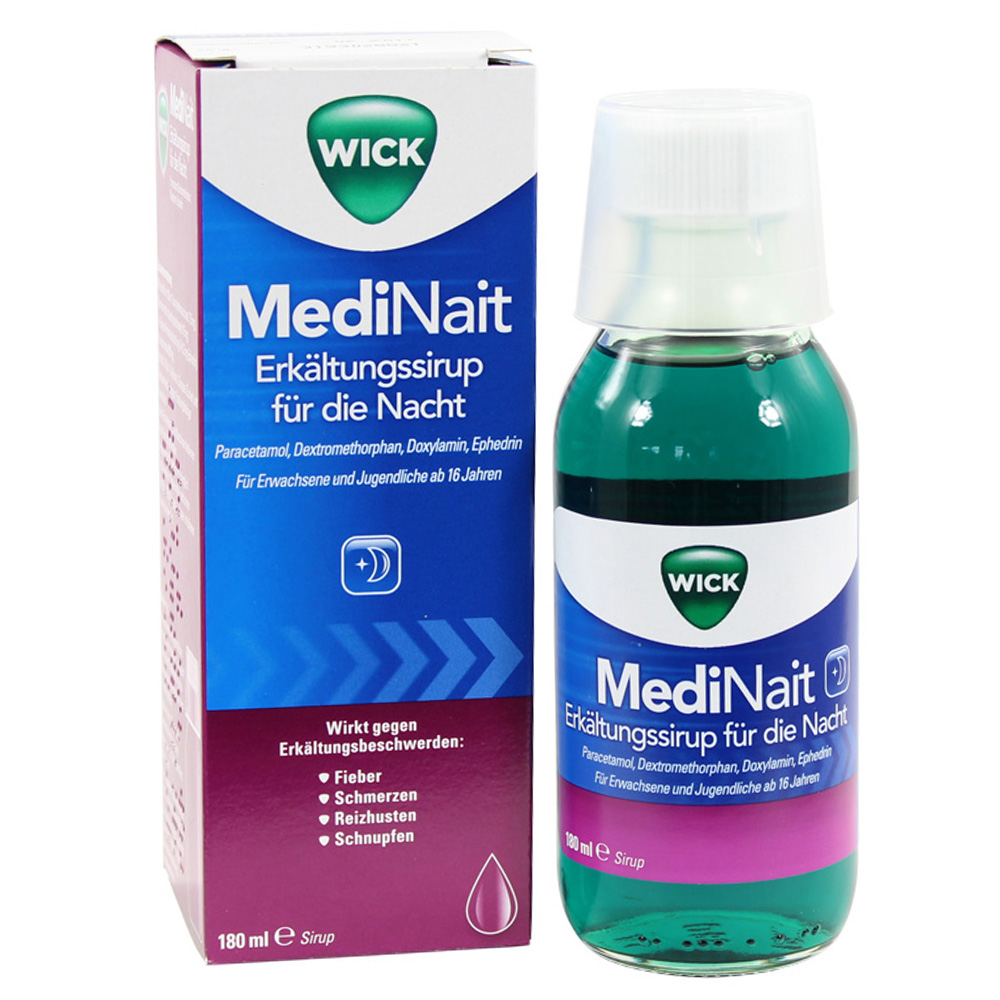 WICK
MediNait
Erkältungssirup
für die Nacht
Paracetamol, Dextromethorphan, Doxylamin, Ephedrin
Für Erwachsene und Jugendliche ab 16 Jahren
Wirkt gegen
Erkältungsbeschwerden:
Fieber
Schmerzen
Reizhusten
Schnupfen
180 ml e Sirup
MediNait
WICK
MediNait
Erkältungssirup für die Nacht
Paracetamol, Dextromethorphan, Doxylamin, Ephedrin
Für Erwachsene und Jugendliche ab 16 Jahren
180 ml e Sirup